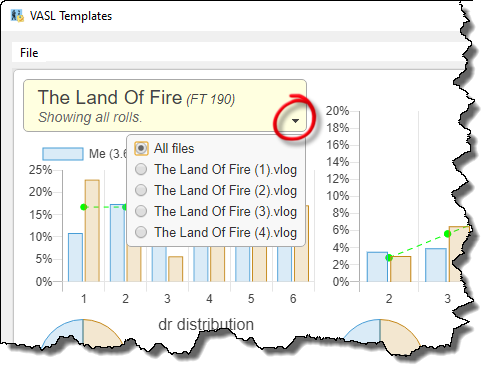 VASL Templates
File
The Land Of Fire (FT 190)
Showing all rolls.
All files
The Land Of Fire (1).vlog
The Land Of Fire (2).vlog
The Land Of Fire (3).vlog
The Land Of Fire (4).vlog
Me (3.6
25%
20%
15%
10%
5%
0%
1
2
3
4
5
6
dr distribution
20%
18%
16%
14%
12%
10%
8%
6%
4%
2%
0%
2
3